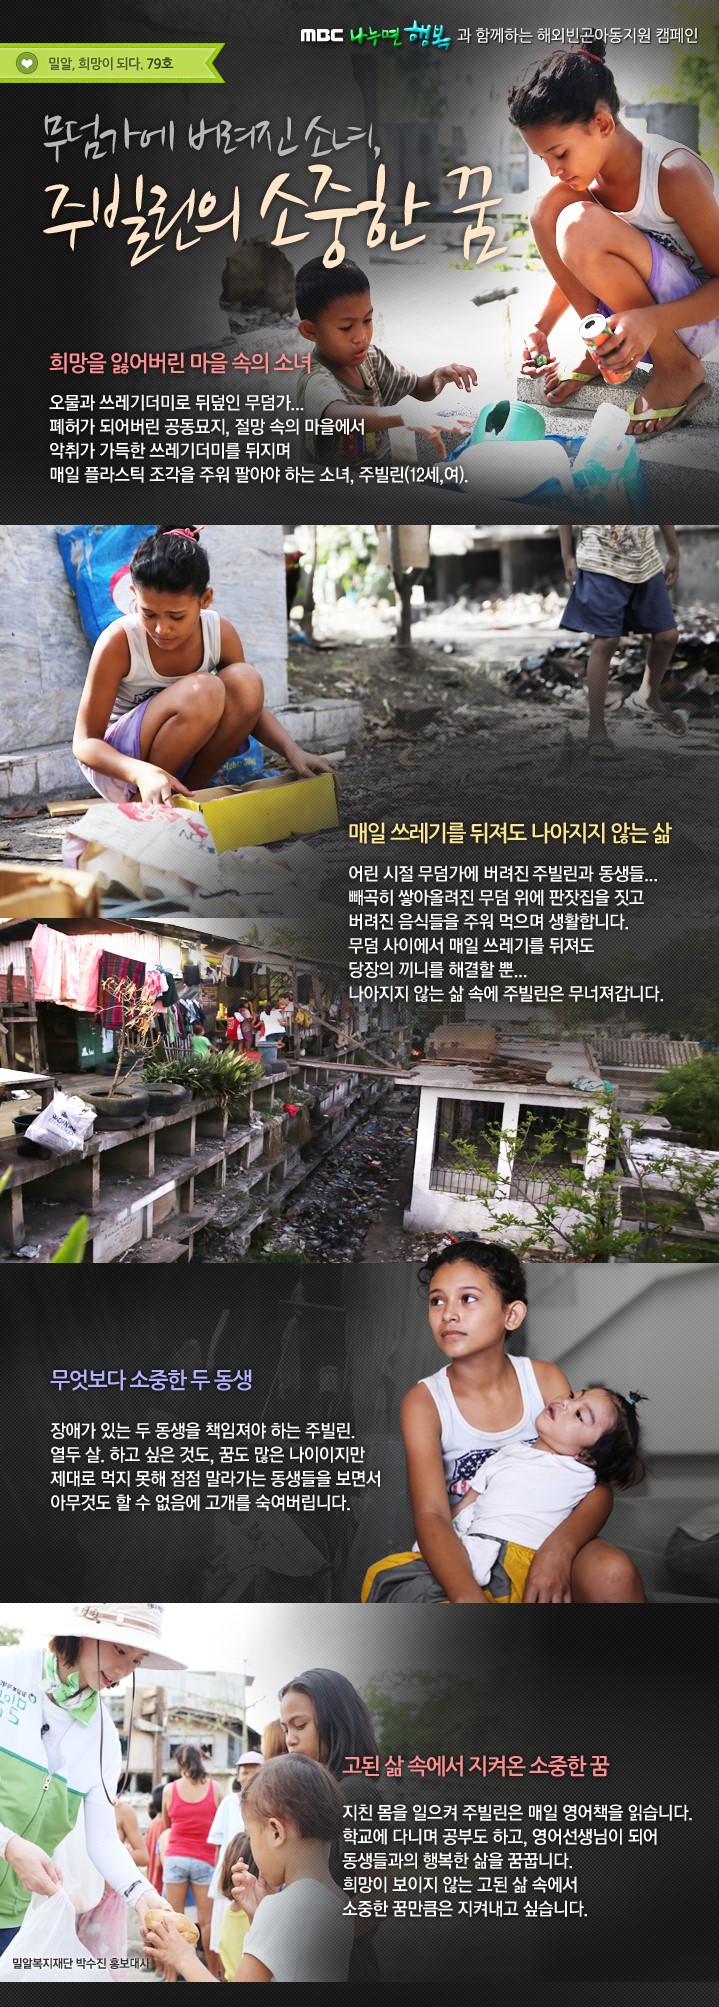 MBC 나누면 행복 과 함께하는 해외빈곤아동지원 캠페인
밀알, 희망이 되다. 79호
무덤가에 버려진 소녀,
주빌린의 소중한 꿈
희망을 잃어버린 마을 속의 소녀
오물과 쓰레기더미로 뒤덮인 무덤가...
폐허가 되어버린 공동묘지, 절망 속의 마을에서
악취가 가득한 쓰레기더미를 뒤지며
매일 플라스틱 조각을 주워 팔아야 하는 소녀, 주빌린(12세,여).
매일 쓰레기를 뒤져도 나아지지 않는 삶
어린 시절 무덤가에 버려진 주빌린과 동생들...
빼곡히 쌓아올려진 무덤 위에 판잣집을 짓고
버려진 음식들을 주워 먹으며 생활합니다.
무덤 사이에서 매일 쓰레기를 뒤져도
당장의 끼니를 해결할 뿐...
나아지지 않는 삶 속에 주빌린은 무너져갑니다.
무엇보다 소중한 두 동생
장애가 있는 두 동생을 책임져야 하는 주빌린.
열두 살. 하고 싶은 것도, 꿈도 많은 나이이지만
제대로 먹지 못해 점점 말라가는 동생들을 보면서
아무것도 할 수 없음에 고개를 숙여버립니다.
고된 삶 속에서 지켜온 소중한 꿈
지친 몸을 일으켜 주빌린은 매일 영어책을 읽습니다.
학교에 다니며 공부도 하고, 영어선생님이 되어
동생들과의 행복한 삶을 꿈꿉니다.
희망이 보이지 않는 고된 삶 속에서
소중한 꿈만큼은 지켜내고 싶습니다.
밀알복지재단 박수진 홍보대사